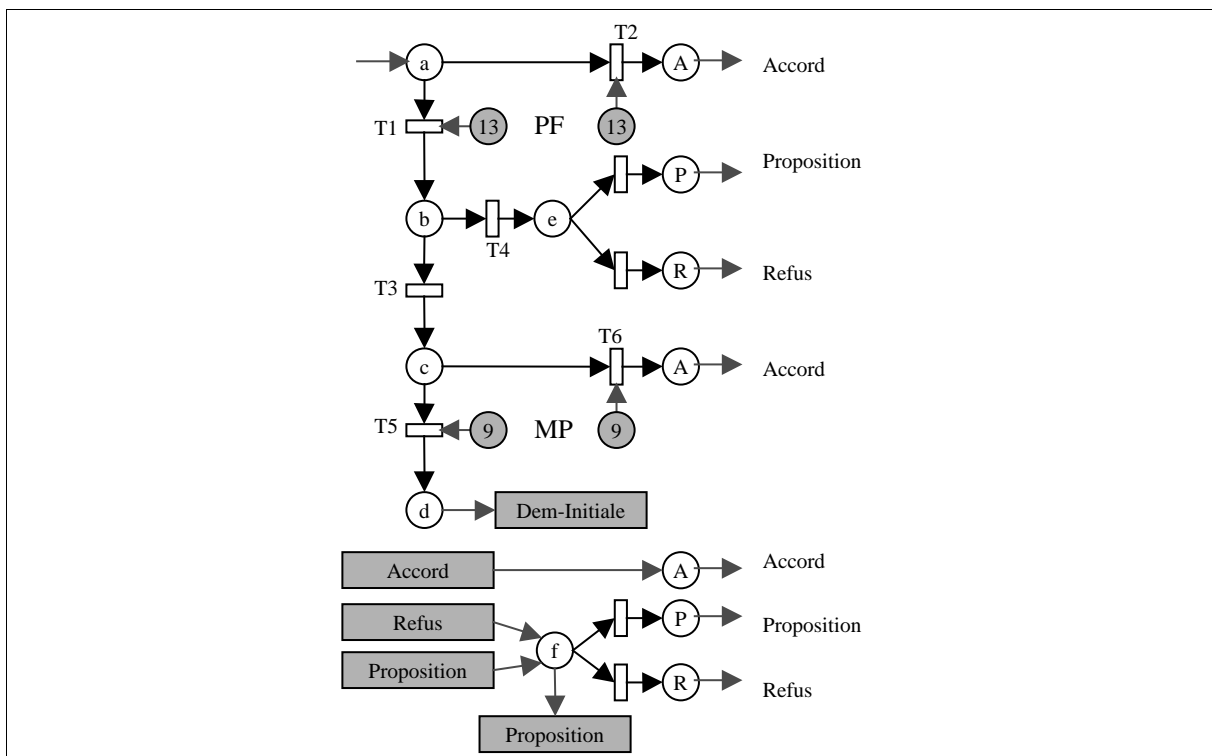 T2
a
A
Accord
T1
13
PF
13
Proposition
P
b
e
T4
R
Refus
T3
T6
c
A
Accord
T5
9
MP
9
d
Dem-Initiale
Accord
A
Accord
Refus
P
Proposition
f
Proposition
R
Refus
Proposition